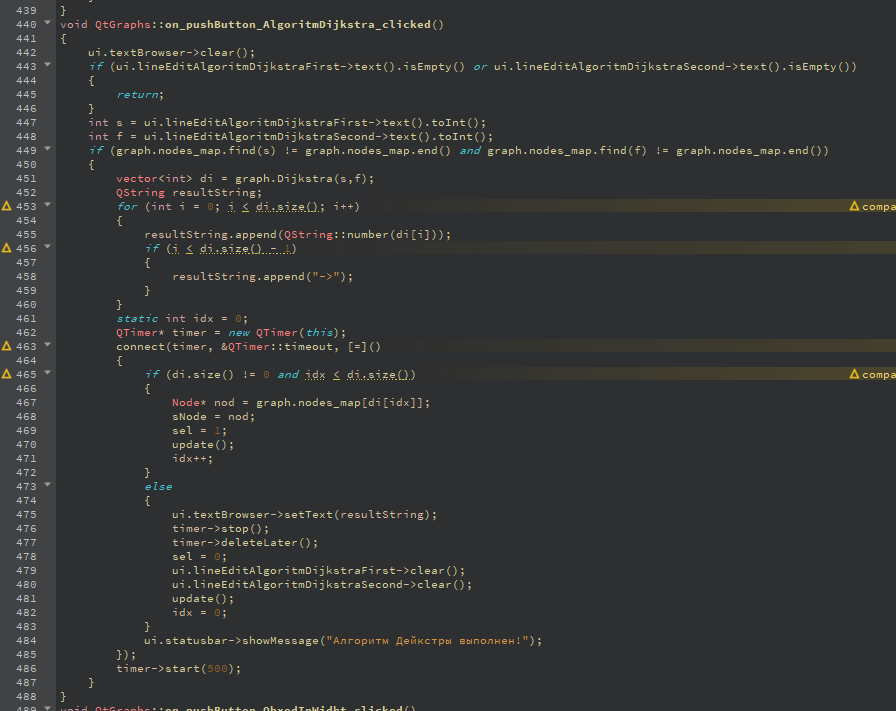 439 }
440 void QtGraphs::on_pushButton_AlgoritmDijkstra_clicked()
441 {
442 ui.textBrowser->clear();
443 if (ui.lineEditAlgoritmDijkstraFirst->text().isEmpty() or ui.lineEditAlgoritmDijkstraSecond->text().isEmpty())
444 {
445 return;
446 }
447 int s = ui.lineEditAlgoritmDijkstraFirst->text().toInt();
448 int f = ui.lineEditAlgoritmDijkstraSecond->text().toInt();
449 if (graph.nodes_map.find(s) != graph.nodes_map.end() and graph.nodes_map.find(f) != graph.nodes_map.end())
450 {
451 vector<int> di = graph.Dijkstra(s,f);
452 QString resultString;
453 for (int i = 0; i < di.size(); i++) compa
454 {
455 resultString.append(QString::number(di[i]));
456 if (i < di.size() - 1)
457 {
458 resultString.append("->");
459 }
460 }
461 static int idx = 0;
462 QTimer* timer = new QTimer(this);
463 connect(timer, &QTimer::timeout, [=]()
464 {
465 if (di.size() != 0 and idx < di.size()) compa
466 {
467 Node* nod = graph.nodes_map[di[idx]];
468 sNode = nod;
469 sel = 1;
470 update();
471 idx++;
472 }
473 else
474 {
475 ui.textBrowser->setText(resultString);
476 timer->stop();
477 timer->deleteLater();
478 sel = 0;
479 ui.lineEditAlgoritmDijkstraFirst->clear();
480 ui.lineEditAlgoritmDijkstraSecond->clear();
481 update();
482 idx = 0;
483 }
484 ui.statusbar->showMessage("Алгоритм Дейкстры выполнен!");
485 });
486 timer->start(500);
487 }
488 }
489 void QtGraphs::on_pushButton_ObxodInWidht_clicked()